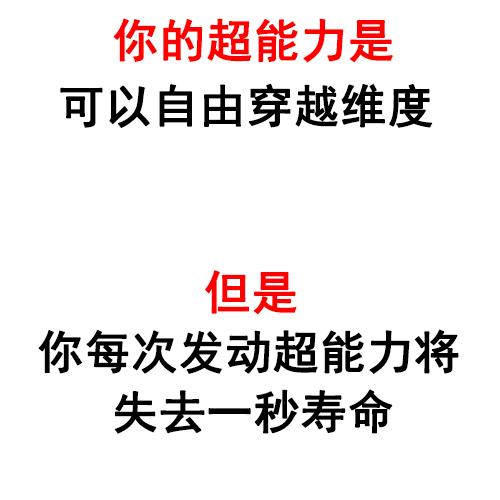 你的超能力是
可以自由穿越维度
但是
你每次发动超能力将
失去一秒寿命